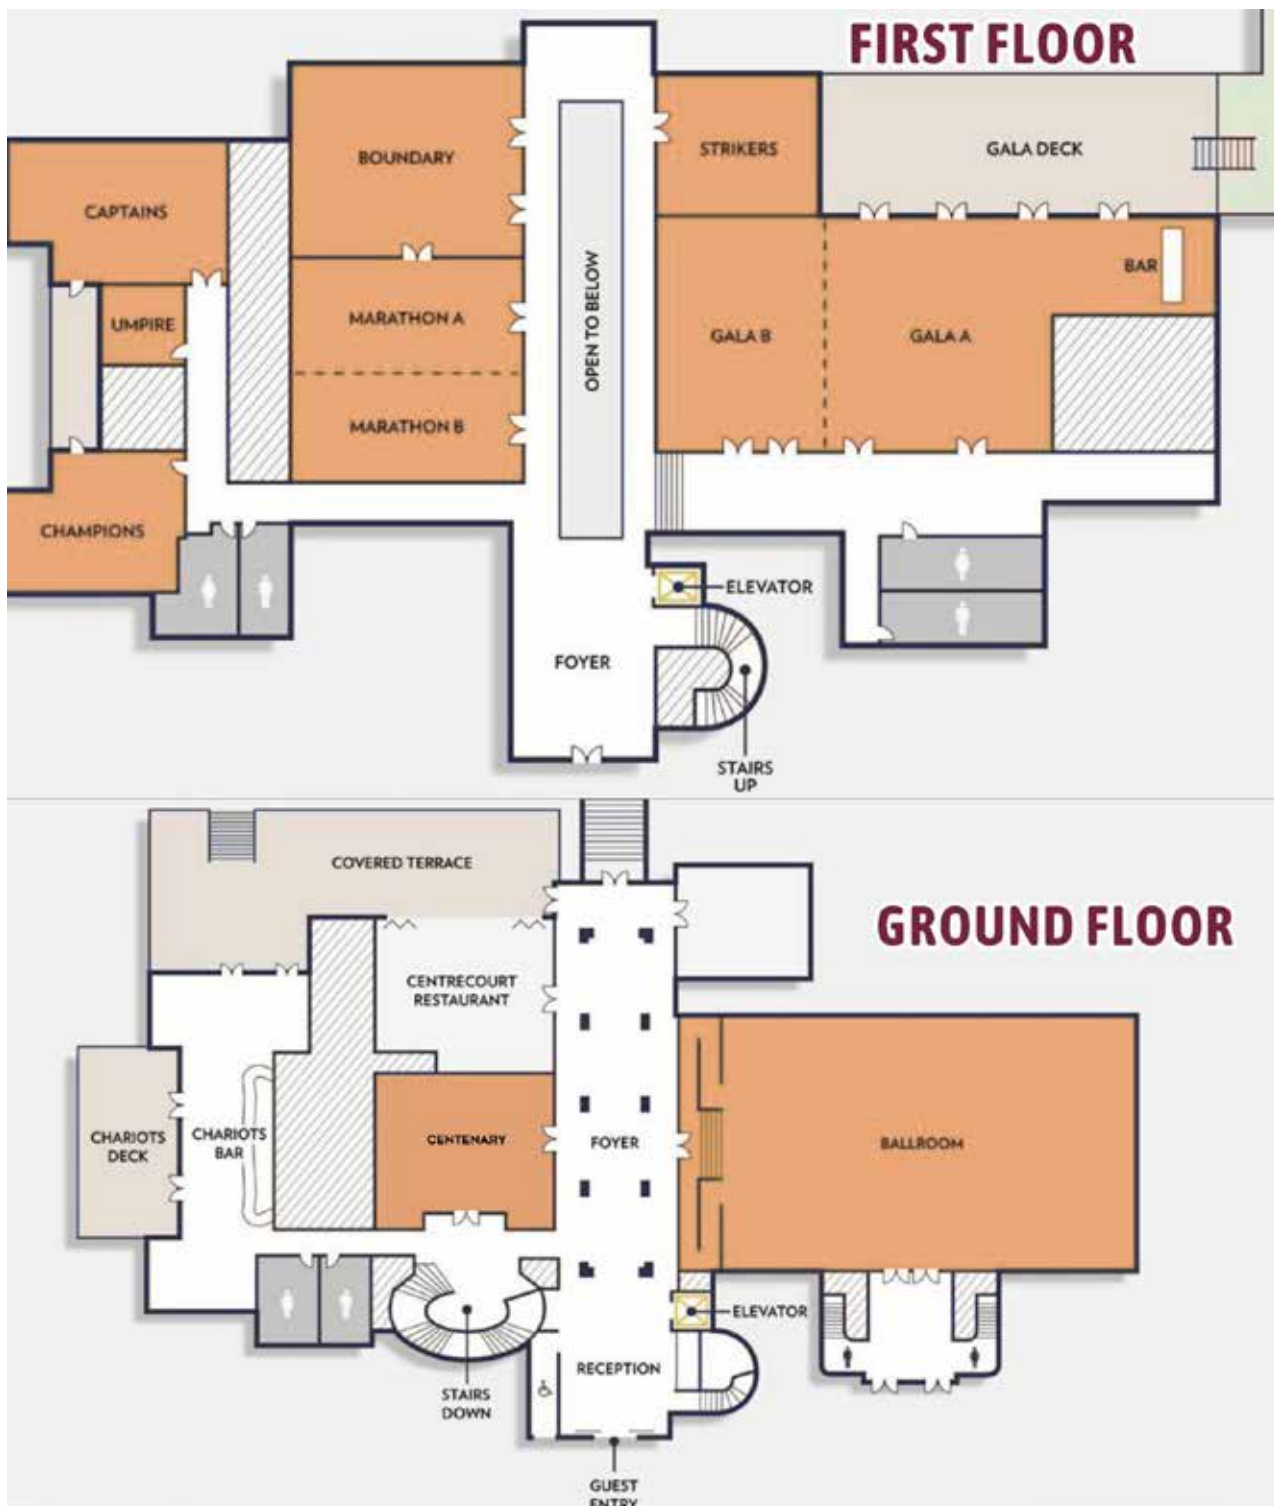 FIRST FLOOR
BOUNDARY
STRIKERS
GALA DECK
CAPTAINS
BAR
UMPIRE
MARATHON A
OPEN TO BELOW
GALA B
GALA A
MARATHON B
CHAMPIONS
ELEVATOR
FOYER
STAIRS
UP
COVERED TERRACE
GROUND FLOOR
CENTRECOURT
RESTAURANT
CHARIOTS
DECK
CHARIOTS
BAR
CENTENARY
FOYER
BALLROOM
ELEVATOR
RECEPTION
STAIRS
DOWN
GUEST
ENTRY